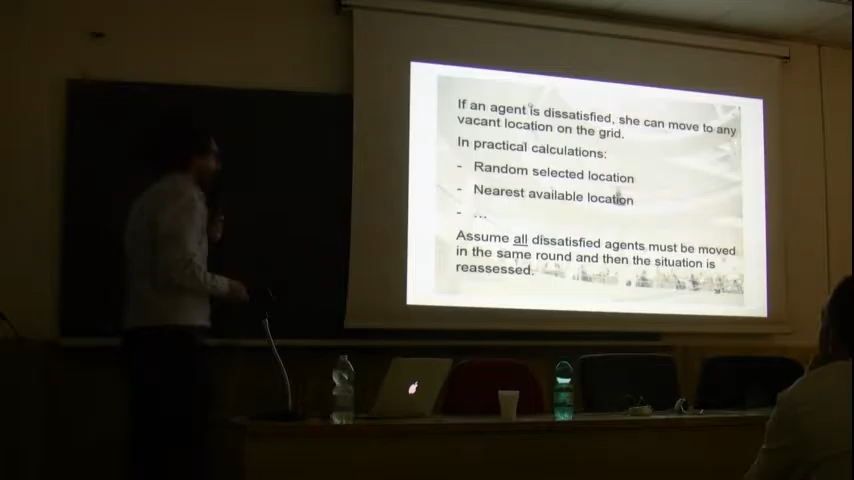 If an agent is dissatisfied, she can move to any
vacant location on the grid.
In practical calculations:
- Random selected location
- Nearest available location
- ...
Assume all dissatisfied agents must be moved
in the same round and then the situation is
reassessed.